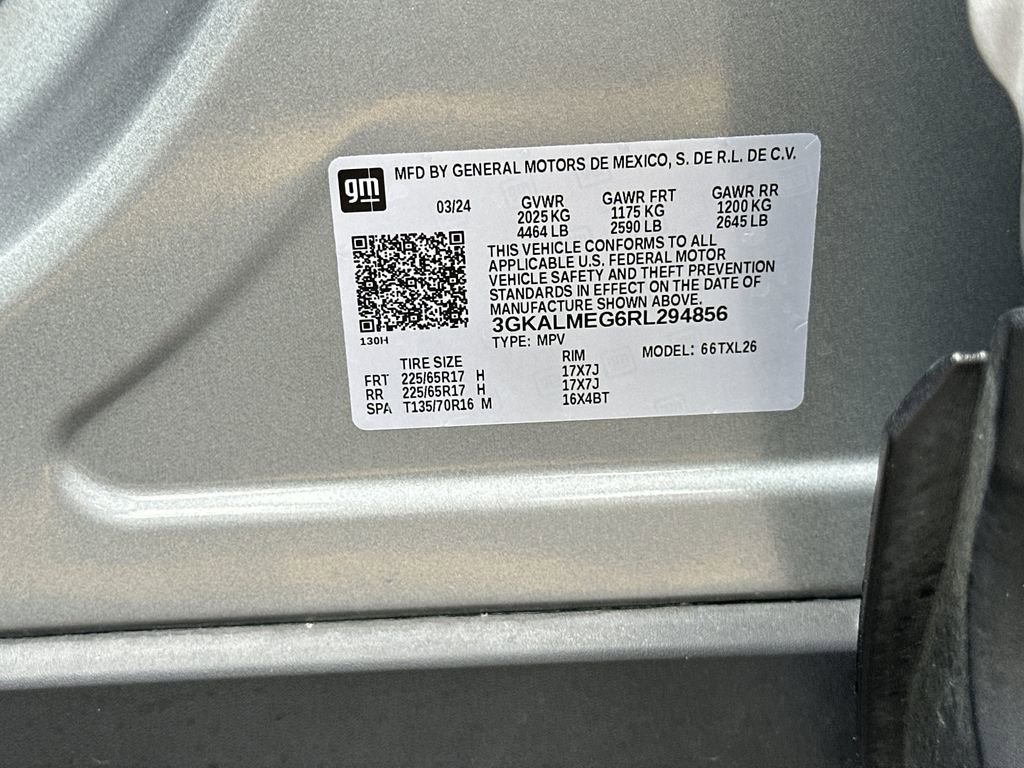 gm
MFD BY GENERAL MOTORS DE MEXICO, S. DE R.L. DE C.V.
03/24 GVWR GAWR FRT GAWR RR
2025 KG 1175 KG 1200 KG
4464 LB 2590 LB 2645 LB
THIS VEHICLE CONFORMS TO ALL
APPLICABLE U.S. FEDERAL MOTOR
VEHICLE SAFETY AND THEFT PREVENTION
STANDARDS IN EFFECT ON THE DATE OF
MANUFACTURE SHOWN ABOVE.
3GKALMEG6RL294856
130H
TYPE: MPV MODEL: 66TXL26
TIRE SIZE RIM
FRT 225/65R17 H 17X7J
RR 225/65R17 H 17X7J
SPA T135/70R16 M 16X4BT